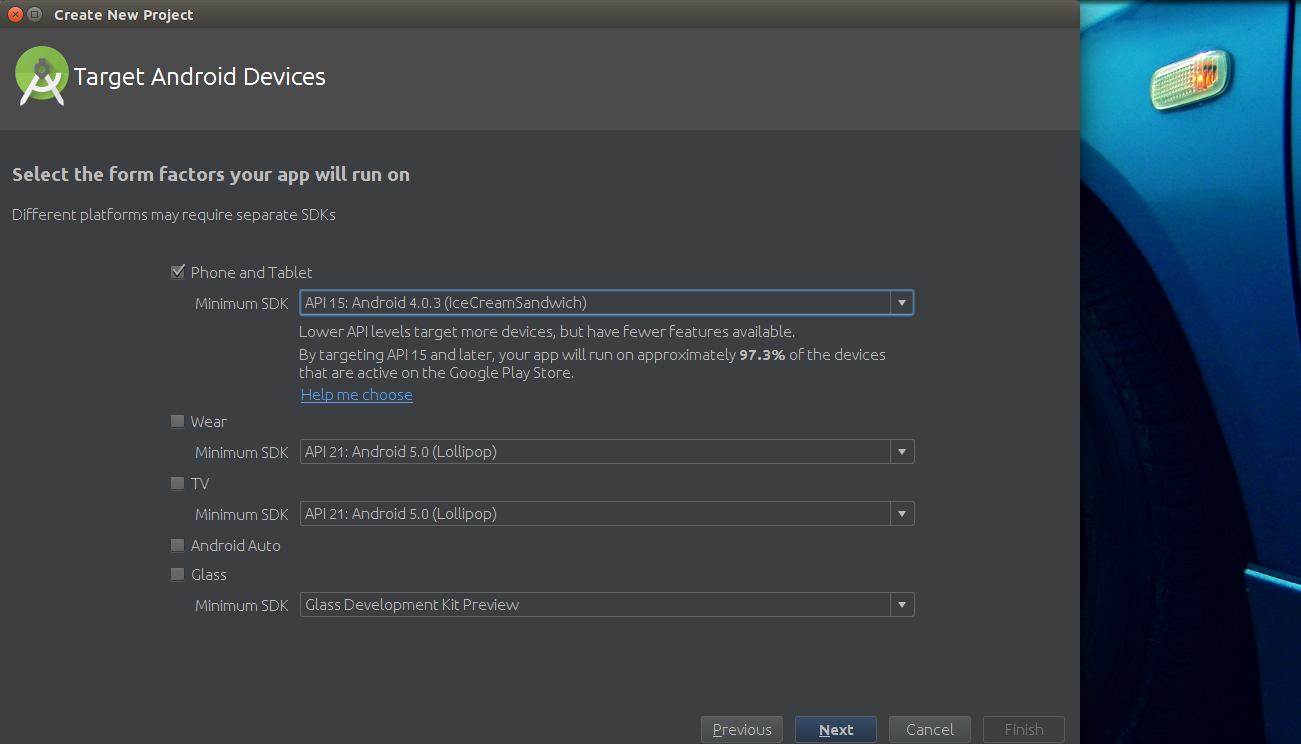 Create New Project
Target Android Devices
Select the form factors your app will run on
Different platforms may require separate SDKs
Phone and Tablet
Minimum SDK API 15: Android 4.0.3 (IceCreamSandwich)
Lower API levels target more devices, but have fewer features available.
By targeting API 15 and later, your app will run on approximately 97.3% of the devices
that are active on the Google Play Store.
Help me choose
Wear
Minimum SDK API 21: Android 5.0 (Lollipop)
TV
Minimum SDK API 21: Android 5.0 (Lollipop)
Android Auto
Glass
Minimum SDK Glass Development Kit Preview
Previous Next Cancel Finish